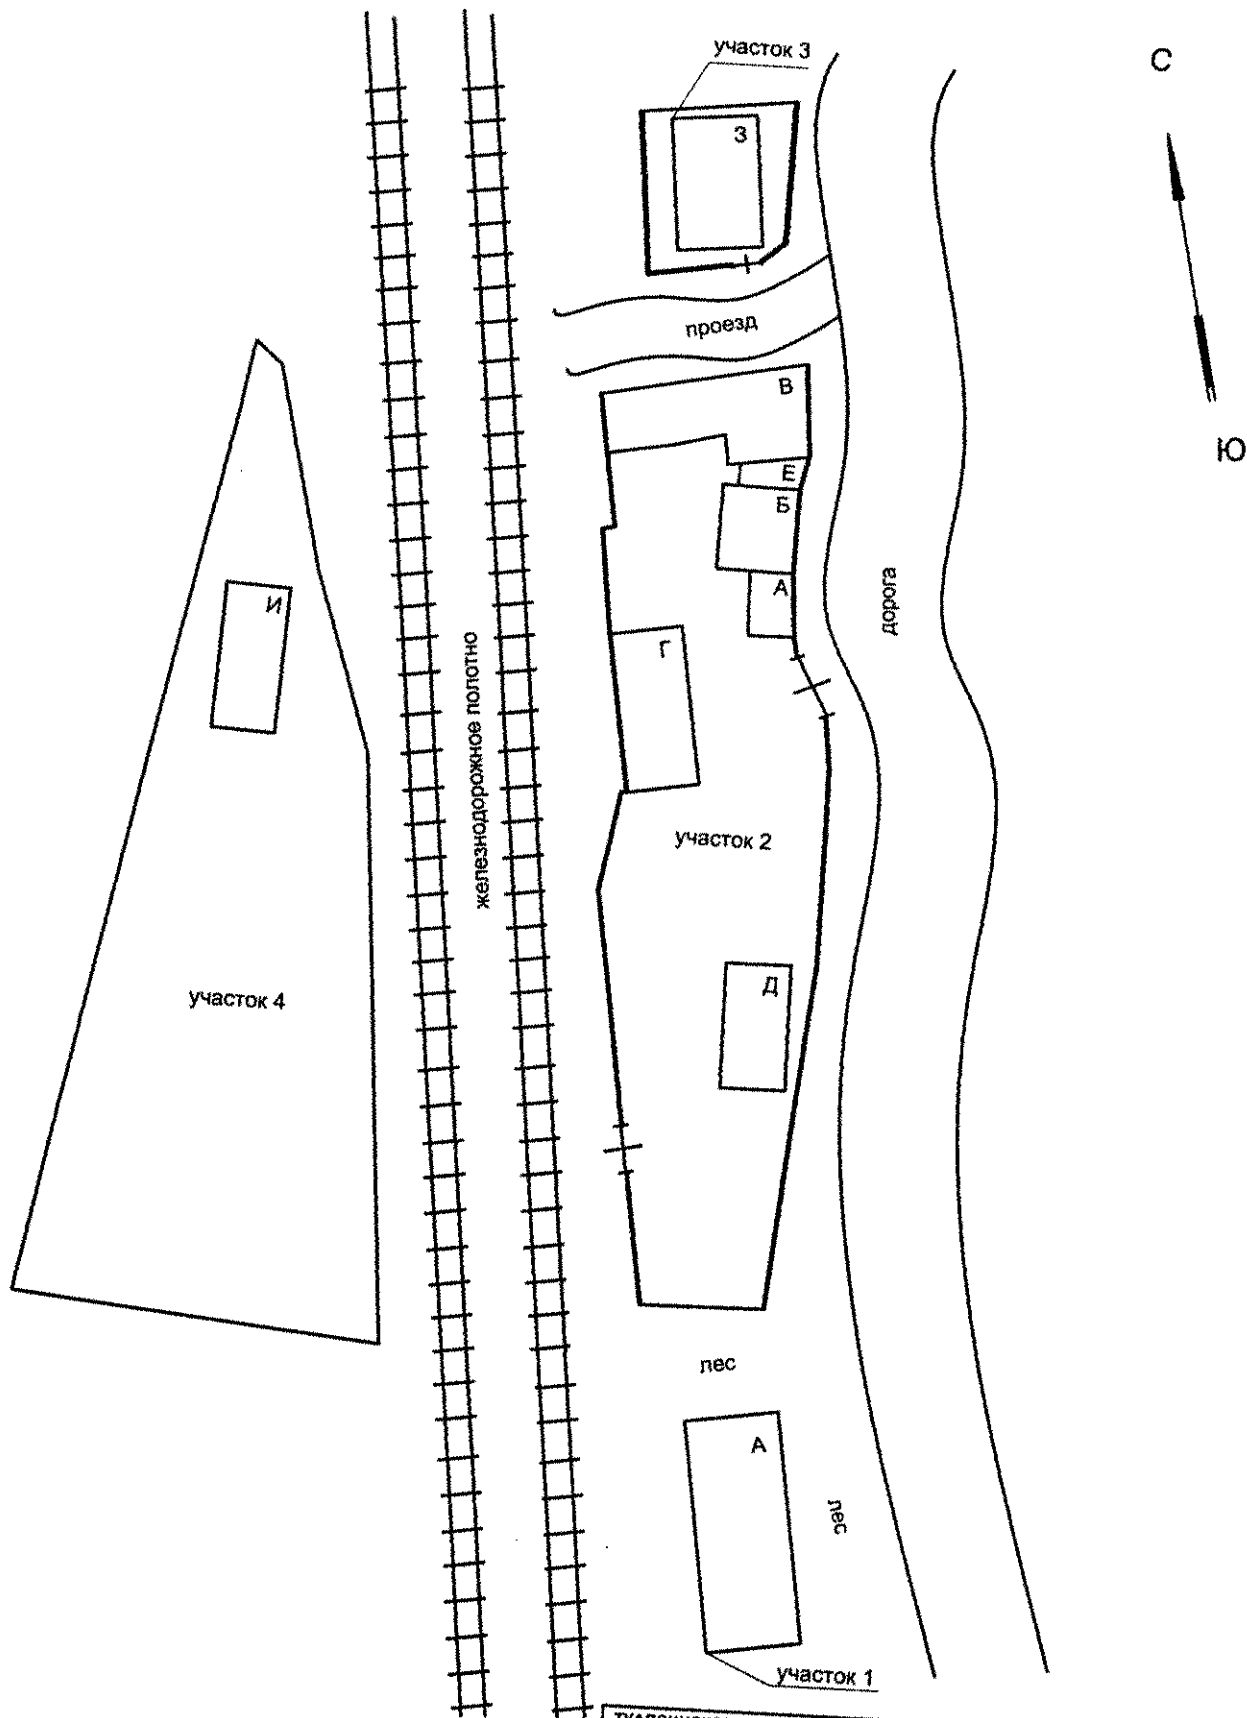 участок 3
С
З
проезд
Ю
В
Е
Б
А
дорога
И
Г
железнодорожное полотно
участок 2
участок 4
Д
лес
А
лес
участок 1